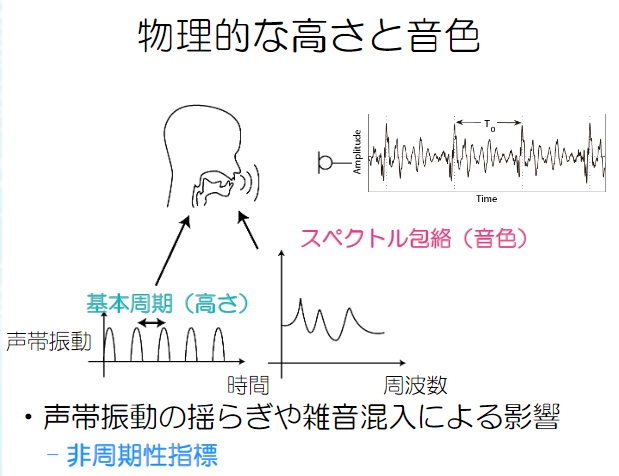 物理的な高さと音色
Amplitude
T0
Time
スペクトル包絡（音色）
基本周期（高さ）
声帯振動
時間
周波数
・声帯振動の揺らぎや雑音混入による影響
－非周期性指標